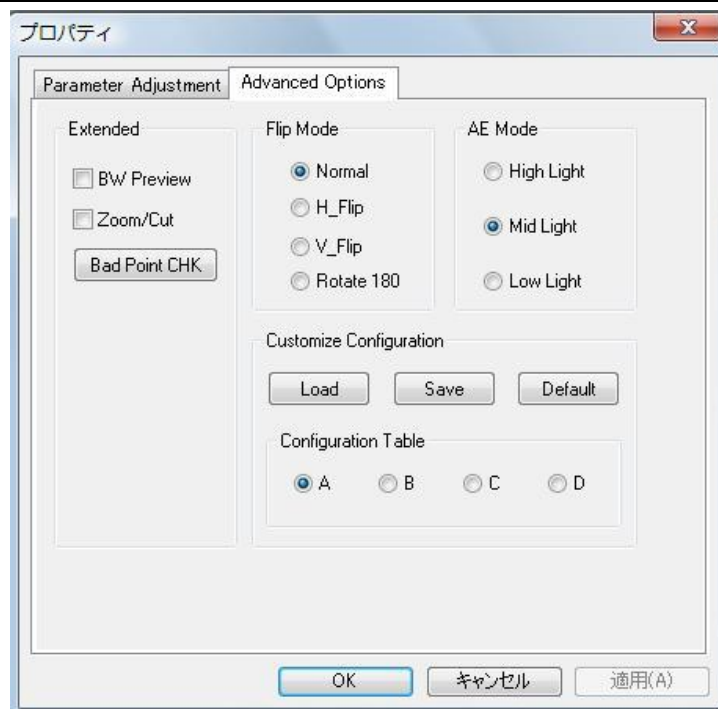 プロパティ
Parameter Adjustment
Advanced Options
Extended
BW Preview
Zoom/Cut
Bad Point CHK
Flip Mode
Normal
H_Flip
V_Flip
Rotate 180
AE Mode
High Light
Mid Light
Low Light
Customize Configuration
Load
Save
Default
Configuration Table
A
B
C
D
OK
キャンセル
適用(A)